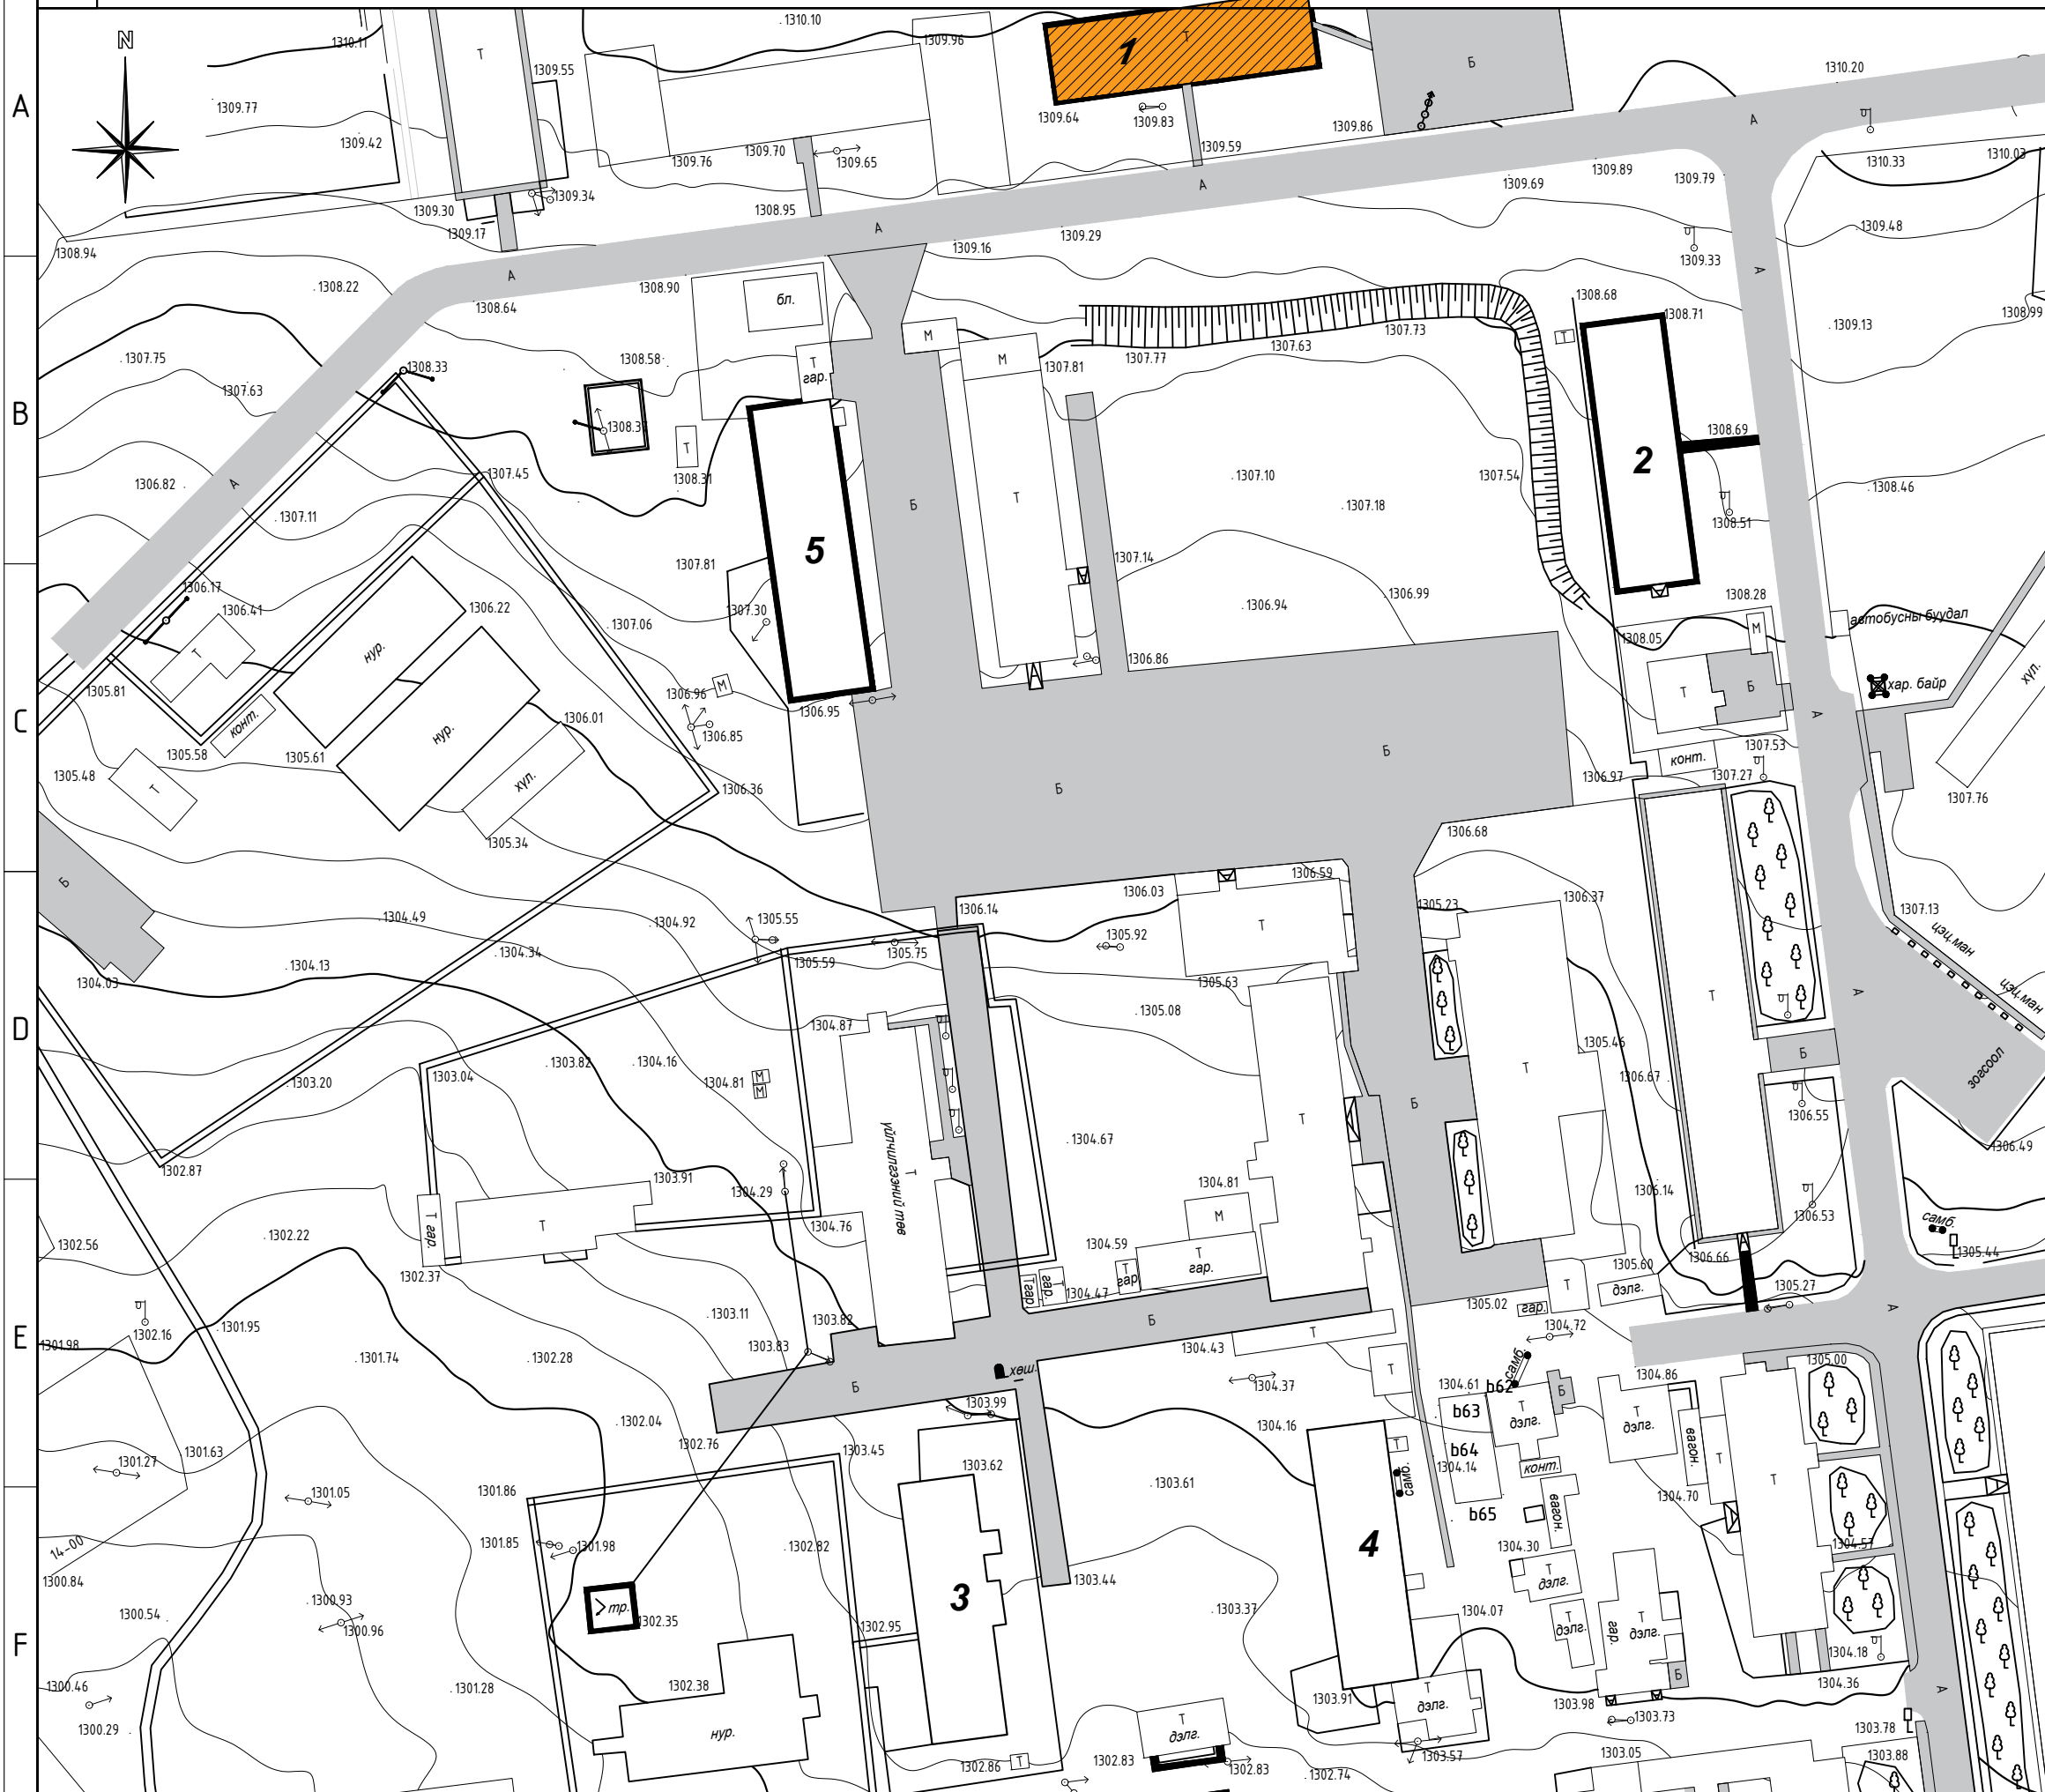 N
1310.11
1310.10
1309.96
1
Т
Б
1310.20
Т
1309.55
А
1309.77
1309.42
1309.76
1309.70
1309.65
1309.64
1309.83
1309.59
1309.86
А
1309.69
1309.89
1309.79
1310.33
1310.03
1309.30
1309.34
1309.17
1308.95
А
А
1309.16
1309.29
1309.48
1309.33
1308.94
А
1308.22
1308.64
1308.90
бл.
А
1308.68
1308.71
1309.13
1308.99
М
М
1307.81
1307.77
1307.63
1307.73
Т
B
1307.75
1307.63
1308.33
1308.58
Т
гар.
1308.31
Т
1307.45
1306.82
А
1307.11
5
Б
Т
1307.10
1307.18
1307.54
2
1308.69
1308.46
1308.51
1307.81
1307.14
1307.30
1306.94
1306.99
1308.28
1308.05
М
автобусны буудал
C
1306.17
1306.41
1306.22
Т
нур.
1307.06
1305.81
конт.
1305.58
1305.61
нур.
1306.01
хүл.
1305.34
1305.48
Т
1306.96
М
1306.95
1306.85
1306.36
1306.86
Б
Б
Т
Б
хар. байр
хүл.
А
1307.53
конт.
1307.27
1306.97
1307.76
1306.68
Б
1306.14
1306.03
1306.59
1305.23
1306.37
1307.13
цэц.ман
цэц.ман
1304.49
1304.92
1305.55
1305.59
1305.75
1305.92
Т
1305.63
1304.34
1304.13
1304.03
D
1303.20
1303.04
1303.82
1304.16
1304.81
М
М
1304.87
1305.08
1304.67
Т
Б
Т
1305.46
1306.67
Т
А
Б
зогсоол
1306.55
1306.49
1302.87
1303.91
1304.29
үйлчилгээний төв
Т
1304.81
М
1306.14
1306.53
самб.
1305.44
1302.56
1302.22
Т гар.
Т
1302.37
1304.76
1304.59
Т
гар.
Т
гар.
Т гар.
Т
гар.
1304.47
1306.66
1305.60
Т
дэлг.
1305.27
1305.02
гар.
1303.11
1303.82
1303.83
Б
Т
1304.43
1304.72
А
E
1301.98
1302.16
1301.95
1301.74
1302.28
Б
хөш.
1304.37
Т
1304.61
b62
самб.
Б
1304.86
1305.00
b63
Т
дэлг.
Т
дэлг.
1303.99
1304.16
1302.04
1302.76
1303.45
1301.63
1301.27
1303.62
1303.61
Т
самб.
b64
1304.14
конт.
вагон.
Т
Т
1301.05
1301.86
b65
вагон.
1304.70
14-00
1300.84
1301.85
1301.98
1302.82
4
1304.30
Т
дэлг.
1304.57
1303.44
1300.54
1300.93
1300.96
тр.
1302.35
3
1303.37
1302.95
1304.07
Т
дэлг.
гар.
Т
дэлг.
1304.18
F
1300.46
1301.28
1302.38
нур.
Б
1304.36
1303.91
Т
дэлг.
1303.98
1303.73
А
1300.29
Т
дэлг.
1303.78
1303.57
1302.86
Т
1302.83
1302.83
1302.74
1303.05
1303.88